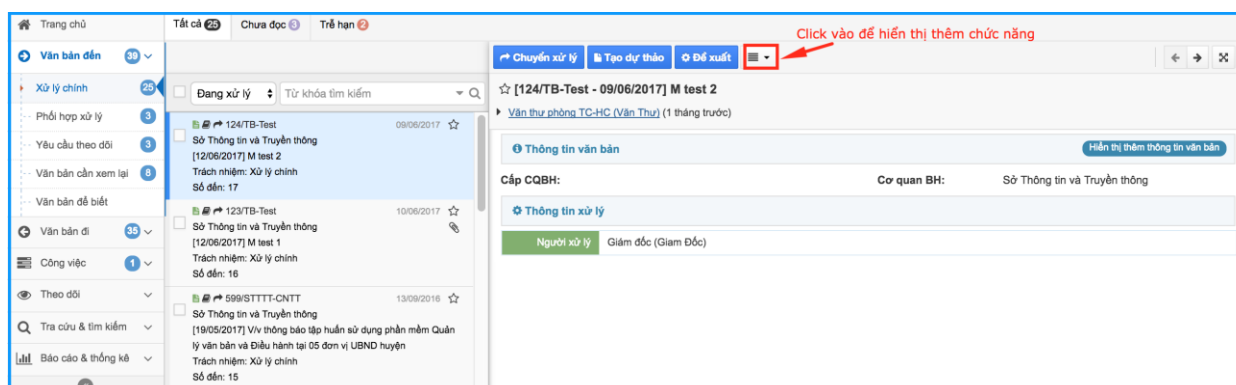 Trang chủ
Văn bản đến 39
Xử lý chính 25
Phối hợp xử lý 3
Yêu cầu theo dõi 3
Văn bản cần xem lại 8
Văn bản để biết
Văn bản đi 35
Công việc 1
Theo dõi
Tra cứu & tìm kiếm
Báo cáo & thống kê
Tất cả 25 Chưa đọc 3 Trễ hạn 2
Đang xử lý Từ khóa tìm kiếm
124/TB-Test 09/06/2017
Sở Thông tin và Truyền thông
[12/06/2017] M test 2
Trách nhiệm: Xử lý chính
Số đến: 17
123/TB-Test 10/06/2017
Sở Thông tin và Truyền thông
[12/06/2017] M test 1
Trách nhiệm: Xử lý chính
Số đến: 16
599/STTTT-CNTT 13/09/2016
Sở Thông tin và Truyền thông
[19/05/2017] V/v thông báo tập huấn sử dụng phần mềm Quản
lý văn bản và Điều hành tại 05 đơn vị UBND huyện
Trách nhiệm: Xử lý chính
Số đến: 15
Click vào để hiển thị thêm chức năng
Chuyển xử lý Tạo dự thảo Đề xuất
[124/TB-Test - 09/06/2017] M test 2
Văn thư phòng TC-HC (Văn Thư) (1 tháng trước)
Thông tin văn bản Hiển thị thêm thông tin văn bản
Cấp CQBH: Cơ quan BH: Sở Thông tin và Truyền thông
Thông tin xử lý
Người xử lý Giám đốc (Giam Đốc)